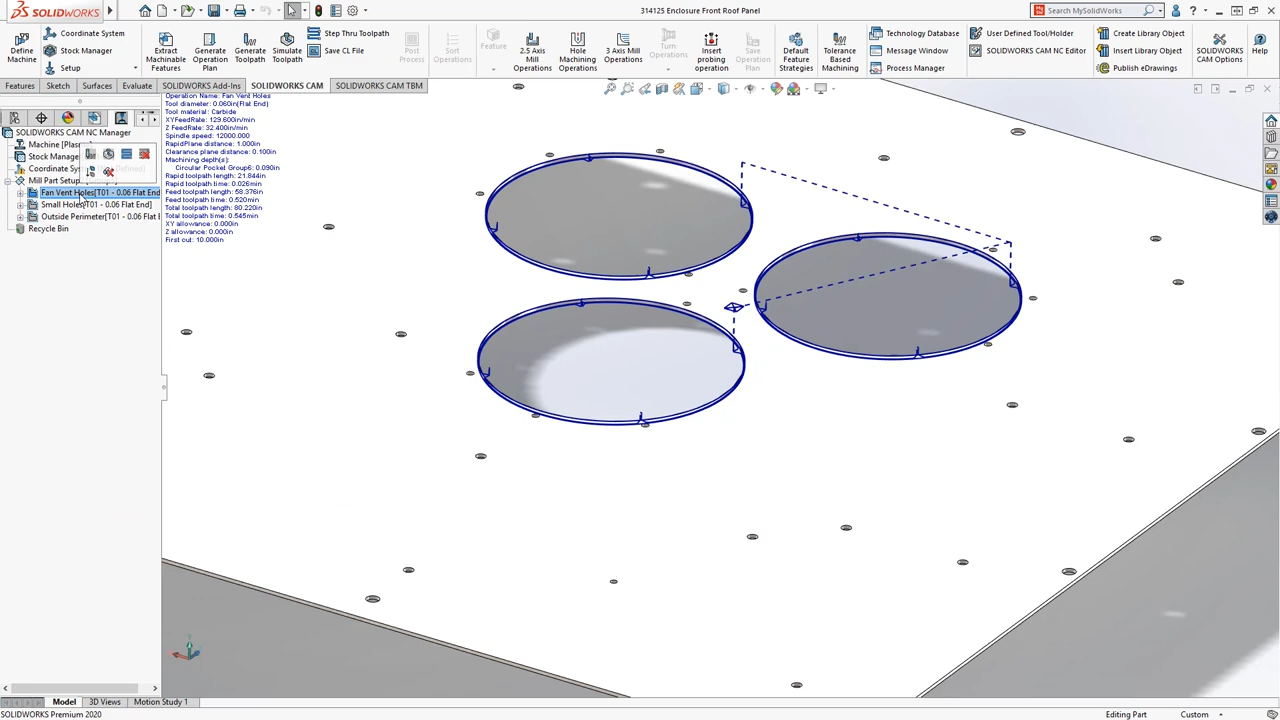 SOLIDWORKS
314125 Enclosure Front Roof Panel
Search MySolidWorks
Define Machine
Coordinate System
Stock Manager
Setup
Extract Machinable Features
Generate Operation Plan
Generate Toolpath
Simulate Toolpath
Step Thru Toolpath
Save CL File
Post Process
Sort Operations
Feature
2.5 Axis Mill Operations
Hole Machining Operations
3 Axis Mill Operations
Turn Operations
Insert probing operation
Save Operation Plan
Default Feature Strategies
Tolerance Based Machining
Technology Database
Message Window
Process Manager
User Defined Tool/Holder
SOLIDWORKS CAM NC Editor
Create Library Object
Insert Library Object
Publish eDrawings
SOLIDWORKS CAM Options
Help
Features
Sketch
Surfaces
Evaluate
SOLIDWORKS Add-Ins
SOLIDWORKS CAM
SOLIDWORKS CAM TBM
SOLIDWORKS CAM NC Manager
Machine [Plasm
Stock Manage
Coordinate Sy
Mill Part Setup
Fan Vent Holes[T01 - 0.06 Flat End
Small Holes[T01 - 0.06 Flat End]
Outside Perimeter[T01 - 0.06 Flat E
Recycle Bin
Operation Name: Fan Vent Holes
Tool diameter: 0.060in(Flat End)
Tool material: Carbide
XYFeedRate: 129.600in/min
Z FeedRate: 32.400in/min
Spindle speed: 12000.000
RapidPlane distance: 1.000in
Clearance plane distance: 0.100in
Machining depth(s):
Circular Pocket Group6: 0.090in
Rapid toolpath length: 21.844in
Rapid toolpath time: 0.026min
Feed toolpath length: 58.376in
Feed toolpath time: 0.520min
Total toolpath length: 80.220in
Total toolpath time: 0.545min
XY allowance: 0.000in
Z allowance: 0.000in
First cut: 10.000in
Model
3D Views
Motion Study 1
SOLIDWORKS Premium 2020
Editing Part
Custom